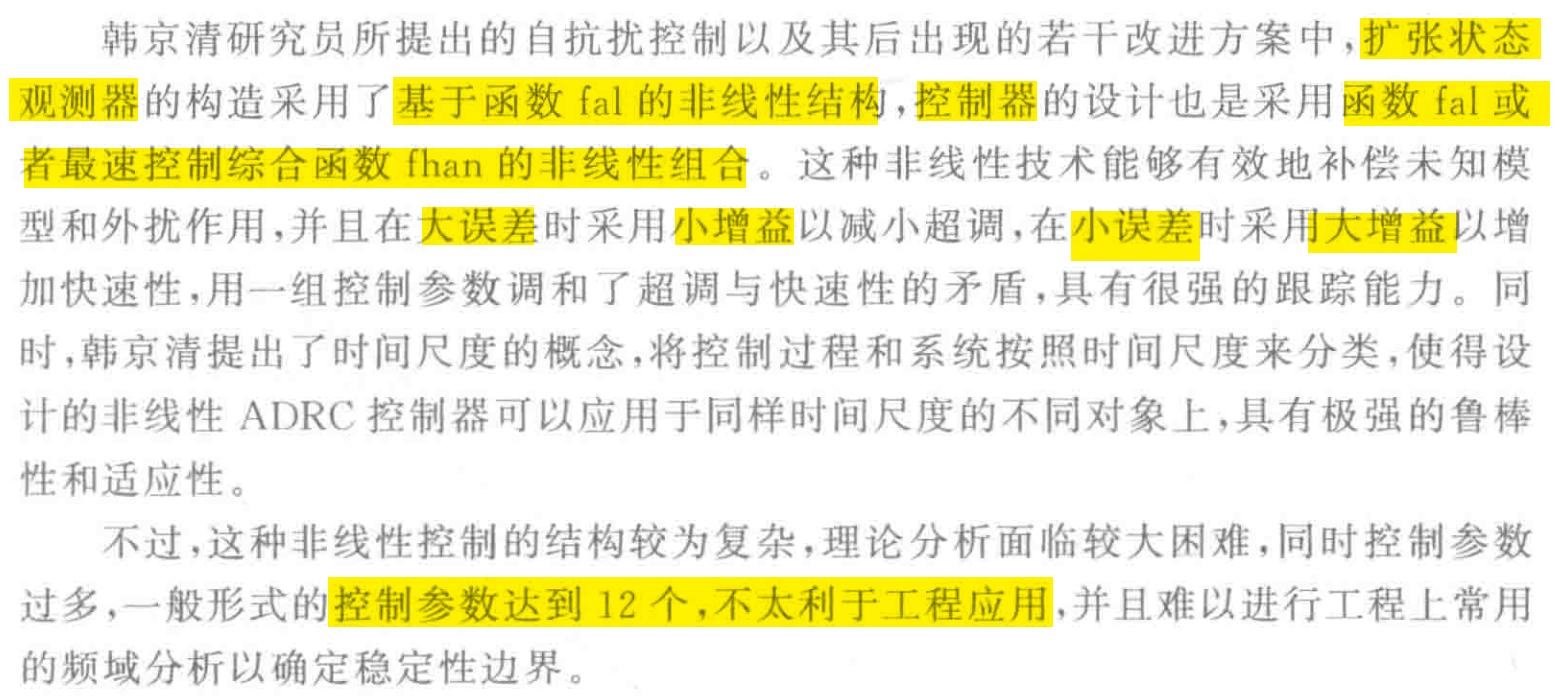 韩京清研究员所提出的自抗扰控制以及其后出现的若干改进方案中,扩张状态
观测器的构造采用了基于函数 fal 的非线性结构,控制器的设计也是采用函数 fal 或
者最速控制综合函数 fhan 的非线性组合。这种非线性技术能够有效地补偿未知模
型和外扰作用,并且在大误差时采用小增益以减小超调,在小误差时采用大增益以增
加快速性,用一组控制参数调和了超调与快速性的矛盾,具有很强的跟踪能力。同
时,韩京清提出了时间尺度的概念,将控制过程和系统按照时间尺度来分类,使得设
计的非线性 ADRC 控制器可以应用于同样时间尺度的不同对象上,具有极强的鲁棒
性和适应性。
不过,这种非线性控制的结构较为复杂,理论分析面临较大困难,同时控制参数
过多,一般形式的控制参数达到 12 个,不太利于工程应用,并且难以进行工程上常用
的频域分析以确定稳定性边界。